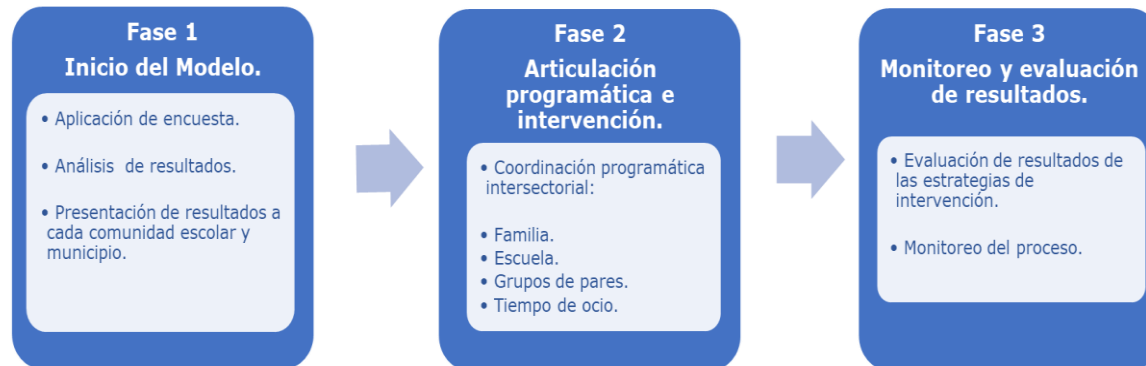 Fase 1
Inicio del Modelo.
• Aplicación de encuesta.
• Análisis de resultados.
• Presentación de resultados a
cada comunidad escolar y
municipio.
Fase 2
Articulación
programática e
intervención.
• Coordinación programática
intersectorial:
• Familia.
• Escuela.
• Grupos de pares.
• Tiempo de ocio.
Fase 3
Monitoreo y evaluación
de resultados.
• Evaluación de resultados de
las estrategias de
intervención.
• Monitoreo del proceso.